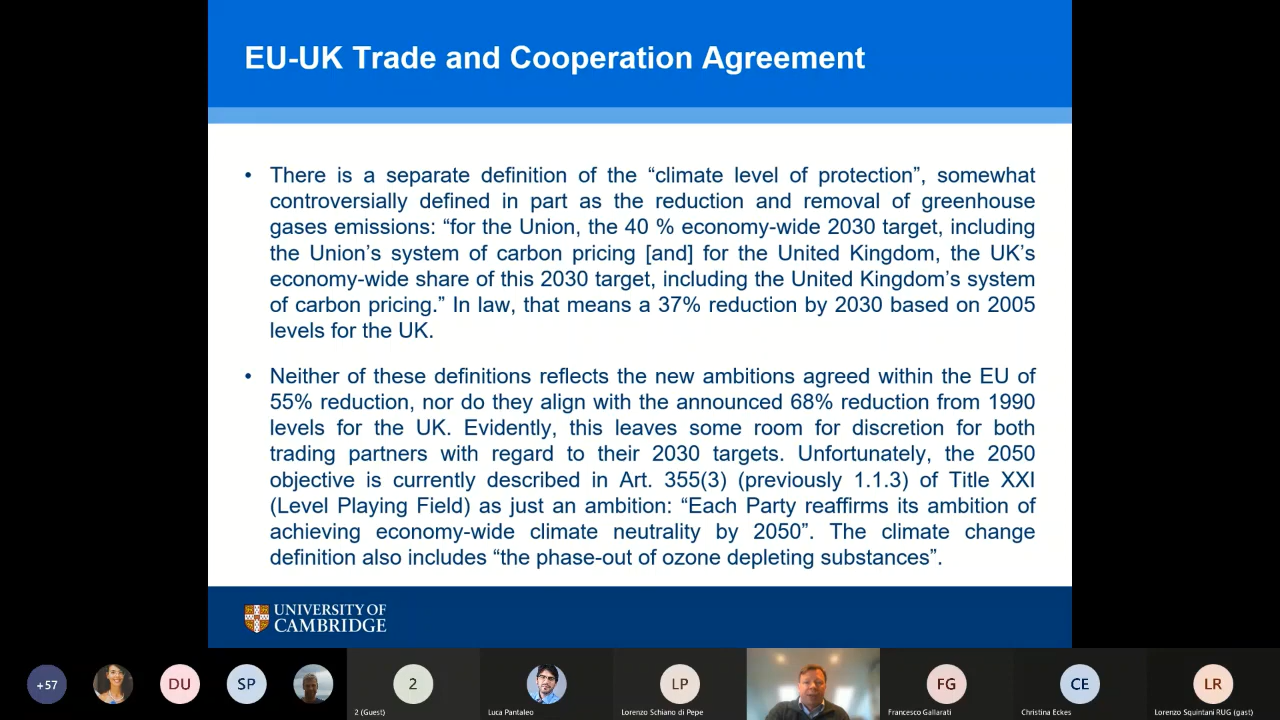 EU-UK Trade and Cooperation Agreement
• There is a separate definition of the “climate level of protection”, somewhat
controversially defined in part as the reduction and removal of greenhouse
gases emissions: “for the Union, the 40 % economy-wide 2030 target, including
the Union’s system of carbon pricing [and] for the United Kingdom, the UK’s
economy-wide share of this 2030 target, including the United Kingdom’s system
of carbon pricing.” In law, that means a 37% reduction by 2030 based on 2005
levels for the UK.
• Neither of these definitions reflects the new ambitions agreed within the EU of
55% reduction, nor do they align with the announced 68% reduction from 1990
levels for the UK. Evidently, this leaves some room for discretion for both
trading partners with regard to their 2030 targets. Unfortunately, the 2050
objective is currently described in Art. 355(3) (previously 1.1.3) of Title XXI
(Level Playing Field) as just an ambition: “Each Party reaffirms its ambition of
achieving economy-wide climate neutrality by 2050”. The climate change
definition also includes “the phase-out of ozone depleting substances”.
UNIVERSITY OF
CAMBRIDGE
+57
DU
SP
2
2 (Guest)
Luca Pantaleo
LP
Lorenzo Schiano di Pepe
FG
Francesco Gallarati
CE
Christina Eckes
LR
Lorenzo Squintani RUG (gast)